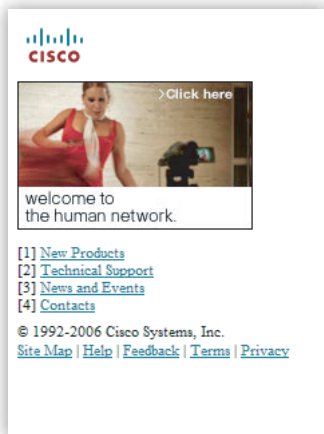 CISCO
>Click here
welcome to
the human network.
[1] New Products
[2] Technical Support
[3] News and Events
[4] Contacts
© 1992-2006 Cisco Systems, Inc.
Site Map | Help | Feedback | Terms | Privacy